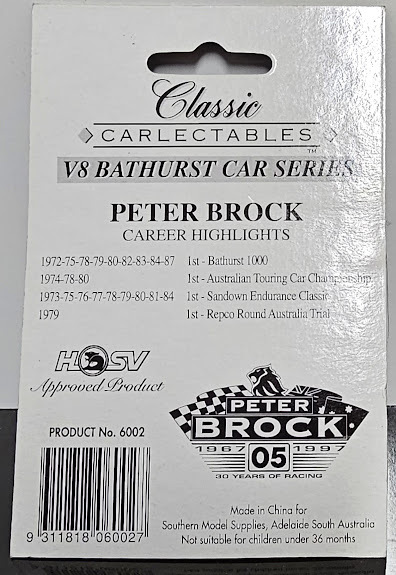 Classic
CARLECTABLES
TM
V8 BATHURST CAR SERIES
PETER BROCK
CAREER HIGHLIGHTS
1972-75-78-79-80-82-83-84-87 1st - Bathurst 1000
1974-78-80 1st - Australian Touring Car Championship
1973-75-76-77-78-79-80-81-84 1st - Sandown Endurance Classic
1979 1st - Repco Round Australia Trial
HSV
Approved Product
PETER
BROCK
1967 05 1997
30 YEARS OF RACING
PRODUCT No. 6002
9 311818 060027
Made in China for
Southern Model Supplies, Adelaide South Australia
Not suitable for children under 36 months